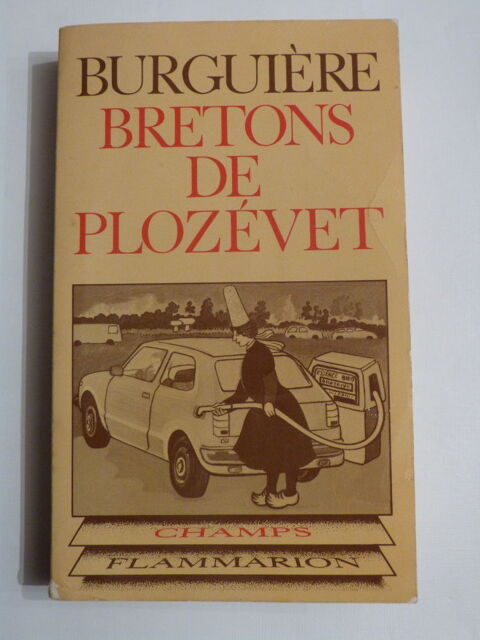 BURGUIÈRE
BRETONS
DE
PLOZÉVET
CHAMPS
FLAMMARION